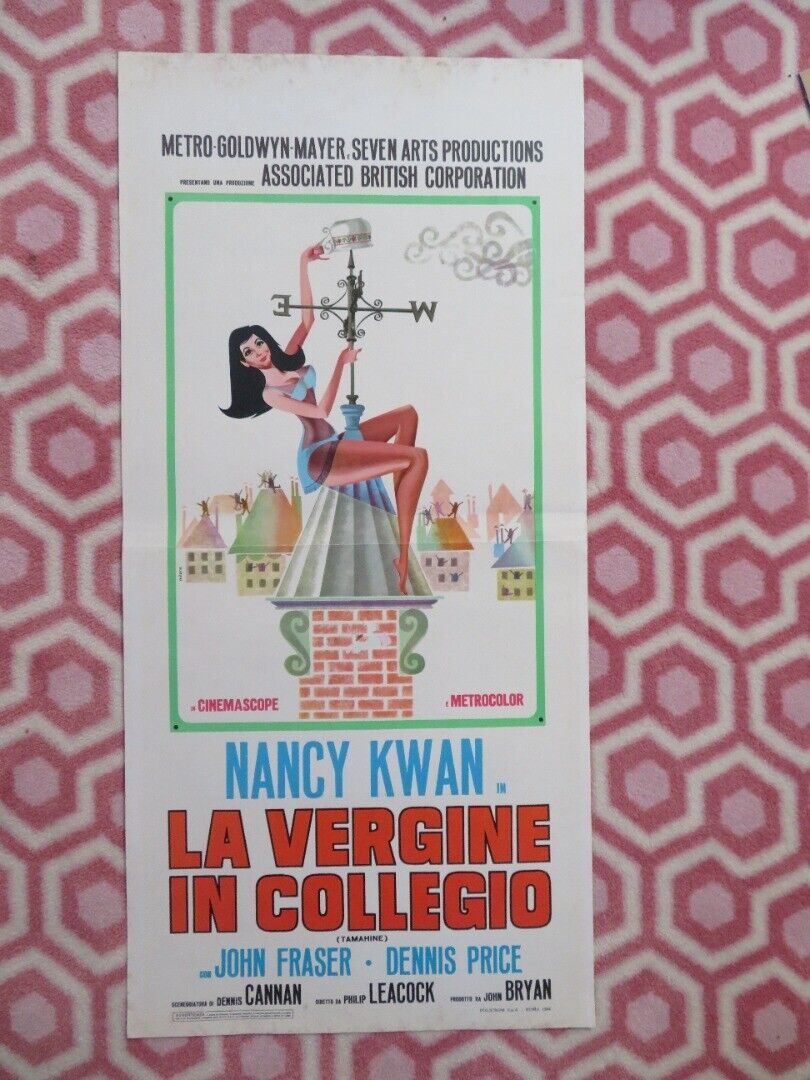 METRO-GOLDWYN-MAYER E SEVEN ARTS PRODUCTIONS
PRESENTANO UNA PRODUZIONE ASSOCIATED BRITISH CORPORATION
E W
IN CINEMASCOPE E METROCOLOR
NANCY KWAN IN
LA VERGINE
IN COLLEGIO
(TAMAHINE)
CON JOHN FRASER • DENNIS PRICE
SCENEGGIATURA DI DENNIS CANNAN DIRETTO DA PHILIP LEACOCK PRODOTTO DA JOHN BRYAN
AVVERTENZA